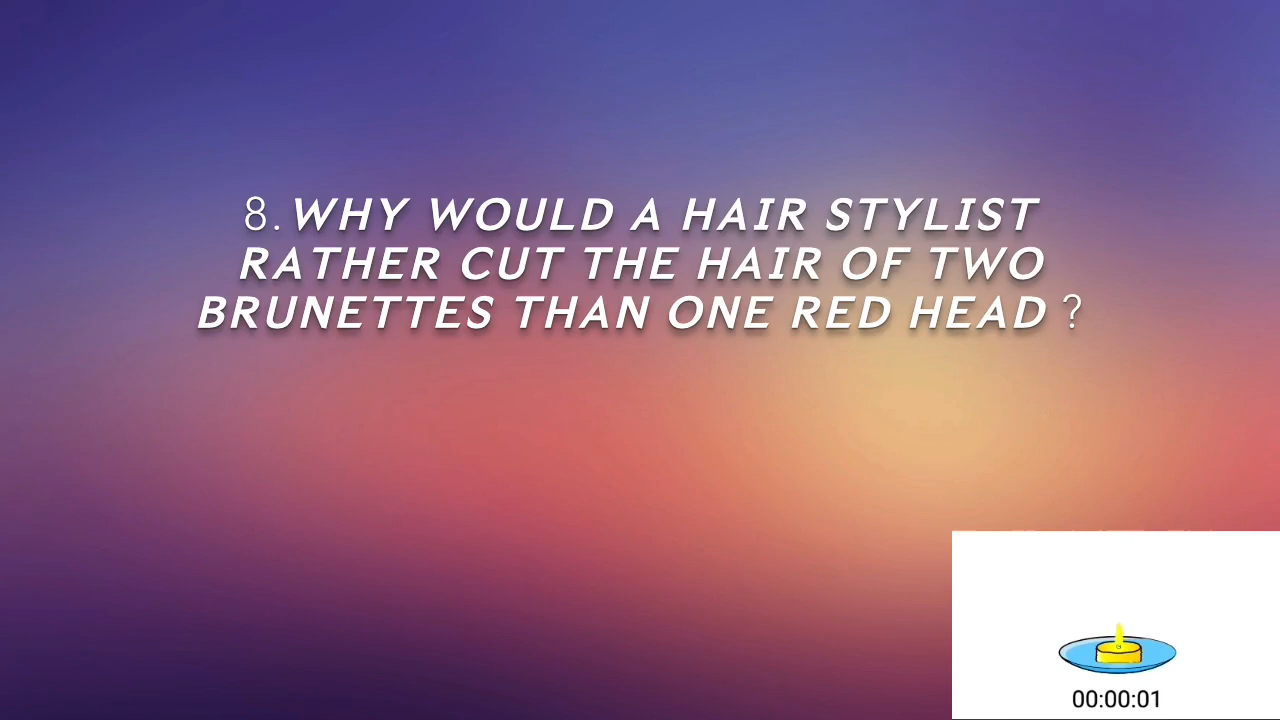 8.WHY WOULD A HAIR STYLIST
RATHER CUT THE HAIR OF TWO
BRUNETTES THAN ONE RED HEAD ?
00:00:01